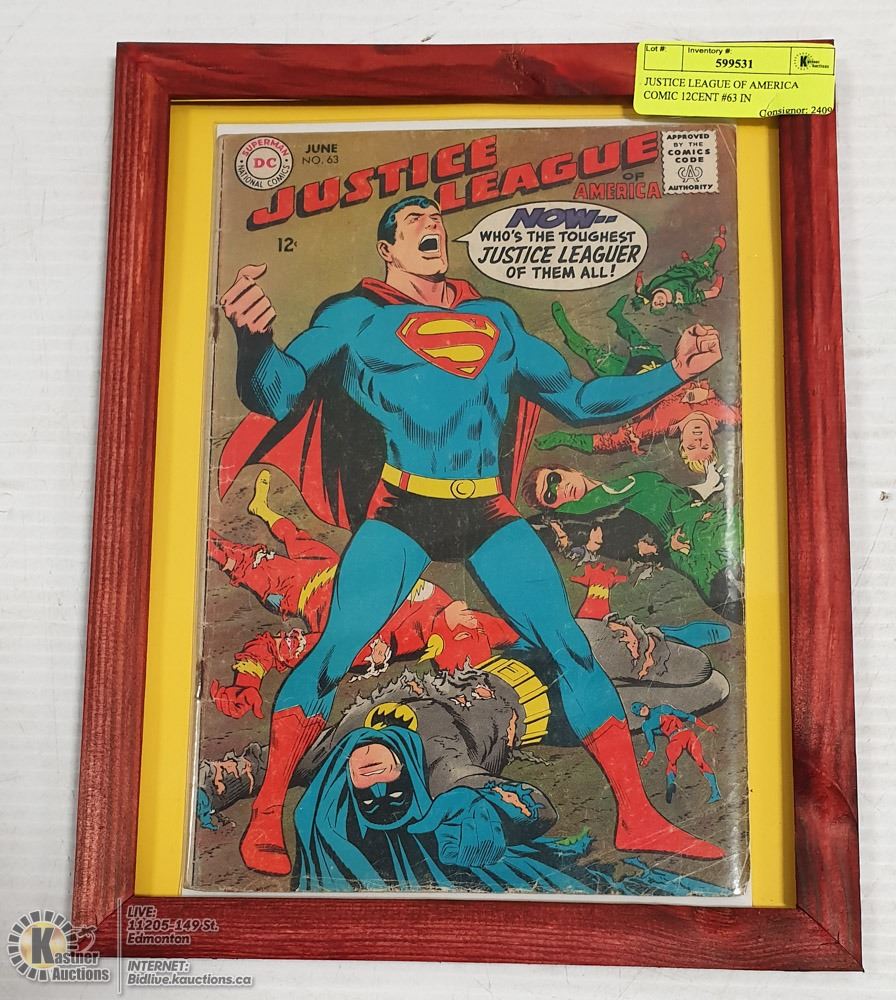 Lot #:
Inventory #:
599531
Kastner
Auctions
JUSTICE LEAGUE OF AMERICA
COMIC 12CENT #63 IN
Consignor: 2409
SUPERMAN
DC
NATIONAL COMICS
JUNE
NO. 63
JUSTICE
LEAGUE
OF
AMERICA
APPROVED
BY THE
COMICS
CODE
CA
AUTHORITY
12¢
NOW--
WHO'S THE TOUGHEST
JUSTICE LEAGUER
OF THEM ALL!
S
K
Kastner
Auctions
LIVE:
11205-149 St.
Edmonton
INTERNET:
Bidlive.kauctions.ca